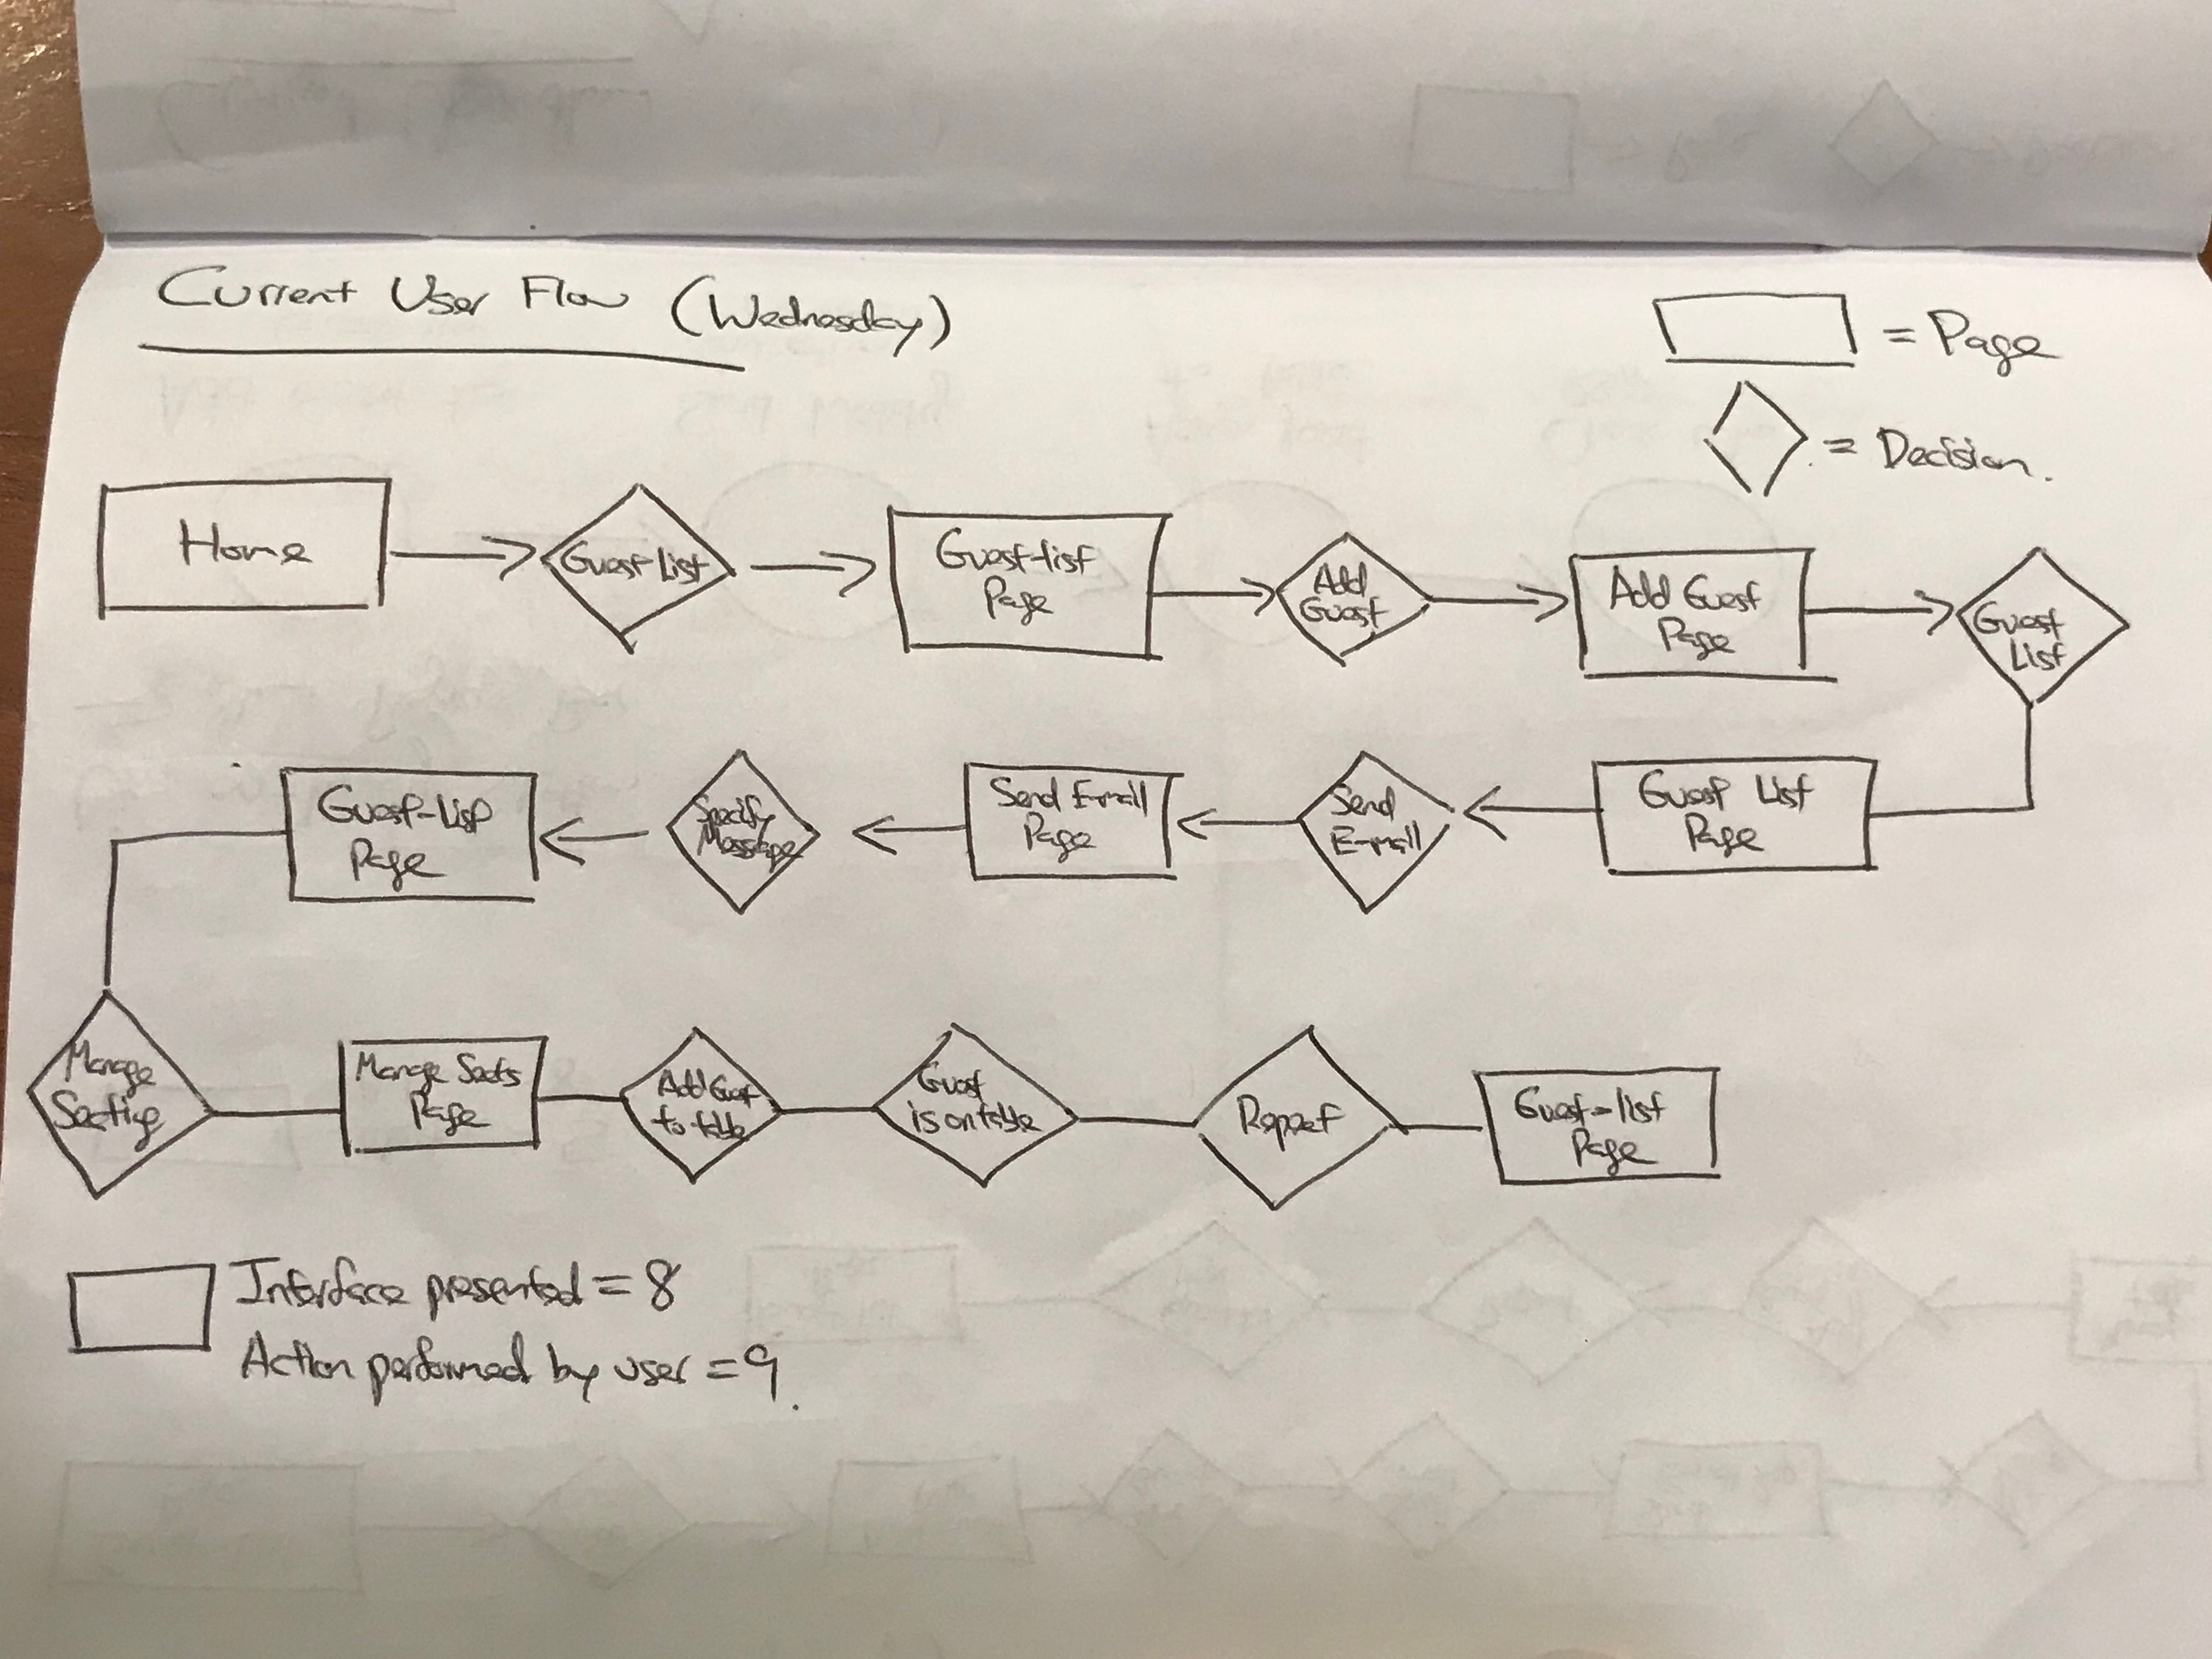 Current User Flow (Wednesday)
= Page
= Decision.
Home
Guest List
Guest-list
Page
Add
Guest
Add Guest
Page
Guest
List
Guest-List
Page
Specify
Message
Send E-mail
Page
Send
E-mail
Guest List
Page
Manage
Seating
Manage Seats
Page
Add Guest
to table
Guest
is on table
Repeat
Guest-list
Page
Interface presented = 8
Action performed by user = 9.